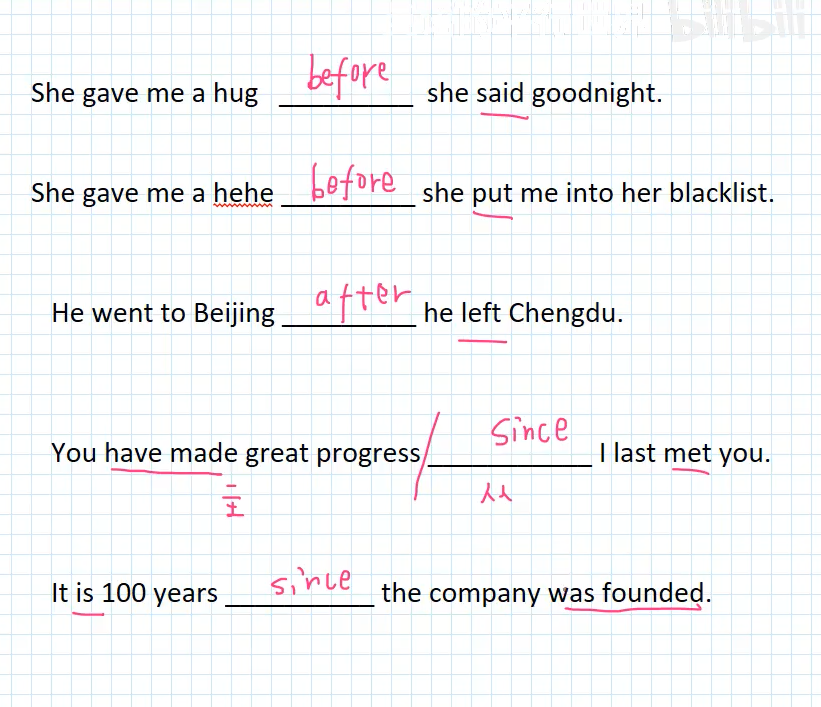 bilibili
She gave me a hug before she said goodnight.
She gave me a hehe before she put me into her blacklist.
He went to Beijing after he left Chengdu.
You have made great progress / since I last met you.
主 从
It is 100 years since the company was founded.